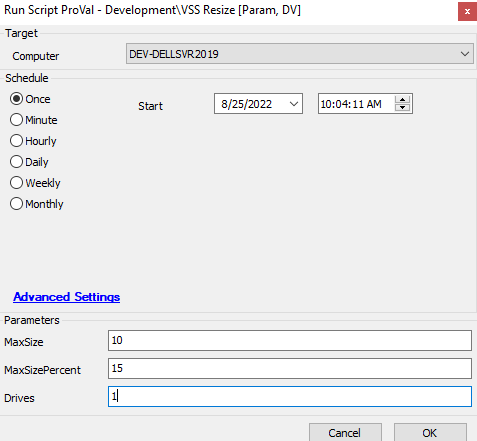 Run Script ProVal - Development\VSS Resize [Param, DV]
x
Target
Computer
DEV-DELLSVR2019
Schedule
Once
Start
8/25/2022
10:04:11 AM
Minute
Hourly
Daily
Weekly
Monthly
Advanced Settings
Parameters
MaxSize
10
MaxSizePercent
15
Drives
1
Cancel
OK